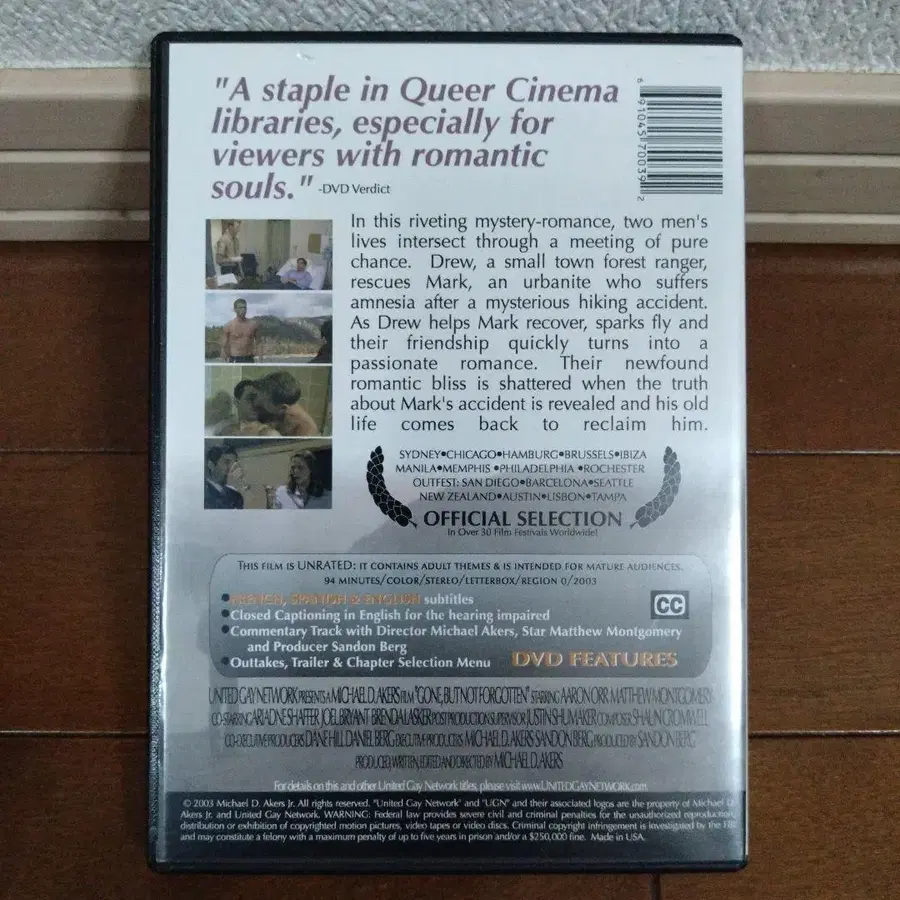 "A staple in Queer Cinema
libraries, especially for
viewers with romantic
souls." -DVD Verdict
6 91045 70039 2
In this riveting mystery-romance, two men's
lives intersect through a meeting of pure
chance. Drew, a small town forest ranger,
rescues Mark, an urbanite who suffers
amnesia after a mysterious hiking accident.
As Drew helps Mark recover, sparks fly and
their friendship quickly turns into a
passionate romance. Their newfound
romantic bliss is shattered when the truth
about Mark's accident is revealed and his old
life comes back to reclaim him.
SYDNEY•CHICAGO•HAMBURG•BRUSSELS•IBIZA
MANILA•MEMPHIS •PHILADELPHIA •ROCHESTER
OUTFEST: SAN DIEGO•BARCELONA•SEATTLE
NEW ZEALAND•AUSTIN•LISBON•TAMPA
OFFICIAL SELECTION
In Over 30 Film Festivals Worldwide!
THIS FILM IS UNRATED: IT CONTAINS ADULT THEMES & IS INTENDED FOR MATURE AUDIENCES.
94 MINUTES/COLOR/STEREO/LETTERBOX/REGION 0/2003
•FRENCH, SPANISH & ENGLISH subtitles
•Closed Captioning in English for the hearing impaired
CC
•Commentary Track with Director Michael Akers, Star Matthew Montgomery
and Producer Sandon Berg
•Outtakes, Trailer & Chapter Selection Menu
DVD FEATURES
UNITED GAY NETWORK PRESENTS A MICHAEL D. AKERS FILM "GONE, BUT NOT FORGOTTEN" STARRING AARON ORR MATTHEW MONTGOMERY
CO-STARRING ARIADNE SHAFFER JOEL BRYANT BRENDA LASKER POST PRODUCTION SUPERVISOR JUSTIN SHUMAKER COMPOSER SHAUN CROMWELL
CO-EXECUTIVE PRODUCERS DANE HILL DANIEL BERG EXECUTIVE PRODUCERS MICHAEL D. AKERS SANDON BERG PRODUCED BY SANDON BERG
PRODUCED, WRITTEN, EDITED AND DIRECTED BY MICHAEL D. AKERS
For details on this and other United Gay Network titles, please visit www.UNITEDGAYNETWORK.com
© 2003 Michael D. Akers Jr. All rights reserved. "United Gay Network" and "UGN" and their associated logos are the property of Michael D.
Akers Jr. and United Gay Network. WARNING: Federal law provides severe civil and criminal penalties for the unauthorized reproduction,
distribution or exhibition of copyrighted motion pictures, video tapes or video discs. Criminal copyright infringement is investigated by the FBI
and may constitute a felony with a maximum penalty of up to five years in prison and/or a $250,000 fine. Made in USA.